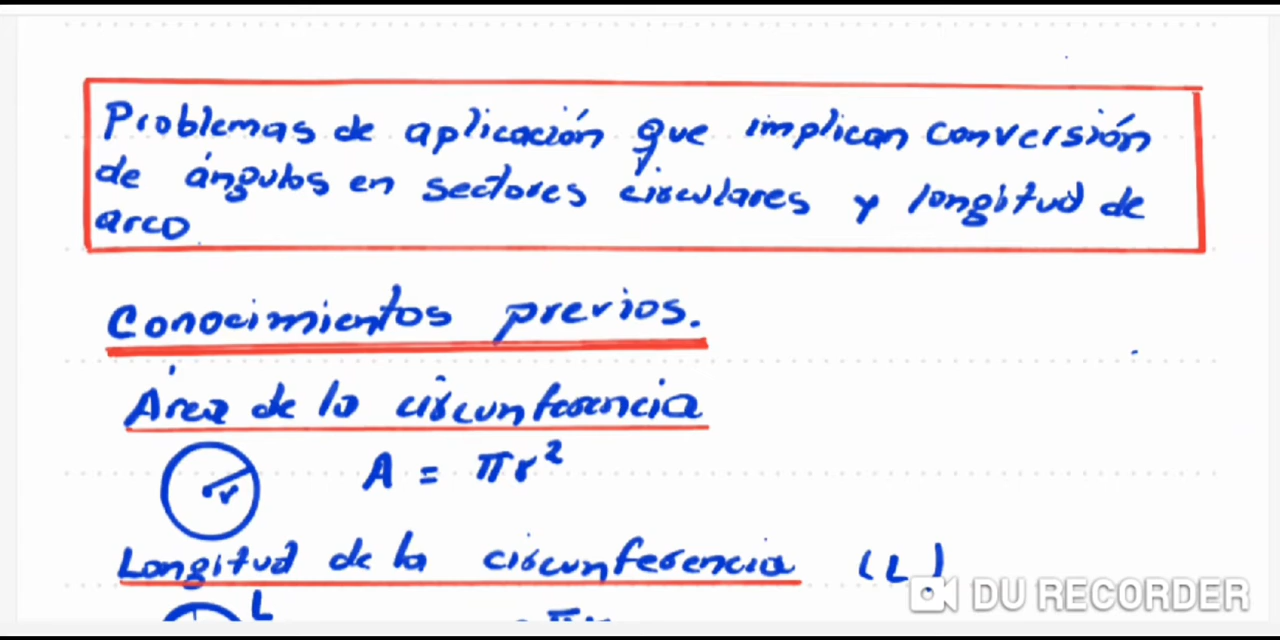 Problemas de aplicación que implican conversión
de ángulos en sectores circulares y longitud de
arco
Conocimientos previos.
Área de la circunferencia
r
A = πr²
Longitud de la circunferencia (L)
L
DU RECORDER